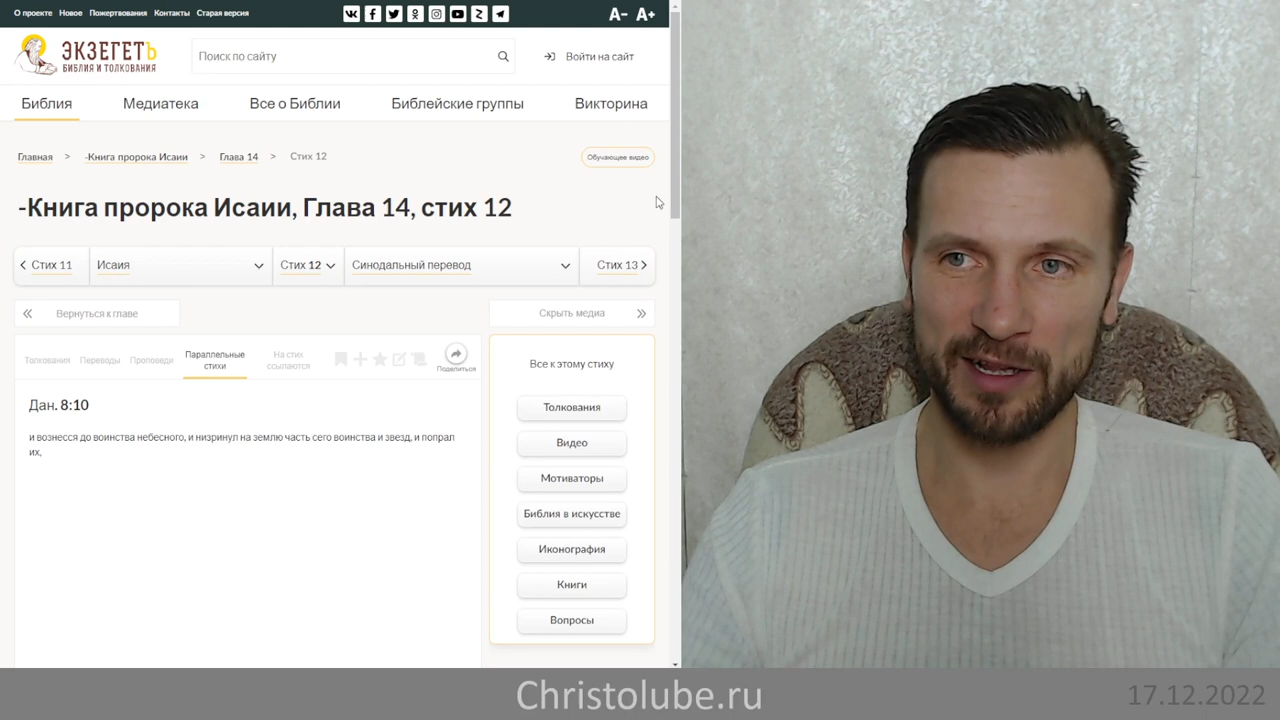 О проекте Новое Пожертвования Контакты Старая версия
A- A+
ЭКЗЕГЕТЪ
БИБЛИЯ И ТОЛКОВАНИЯ
Поиск по сайту
Войти на сайт
Библия Медиатека Все о Библии Библейские группы Викторина
Главная > -Книга пророка Исаии > Глава 14 > Стих 12
Обучающее видео
-Книга пророка Исаии, Глава 14, стих 12
Стих 11 Исаия Стих 12 Синодальный перевод Стих 13
« Вернуться к главе
Скрыть медиа »
Толкования Переводы Проповеди Параллельные стихи На стих ссылаются Поделиться
Дан. 8:10
и вознесся до воинства небесного, и низринул на землю часть сего воинства и звезд, и попрал
их,
Все к этому стиху
Толкования
Видео
Мотиваторы
Библия в искусстве
Иконография
Книги
Вопросы
Christolube.ru
17.12.2022